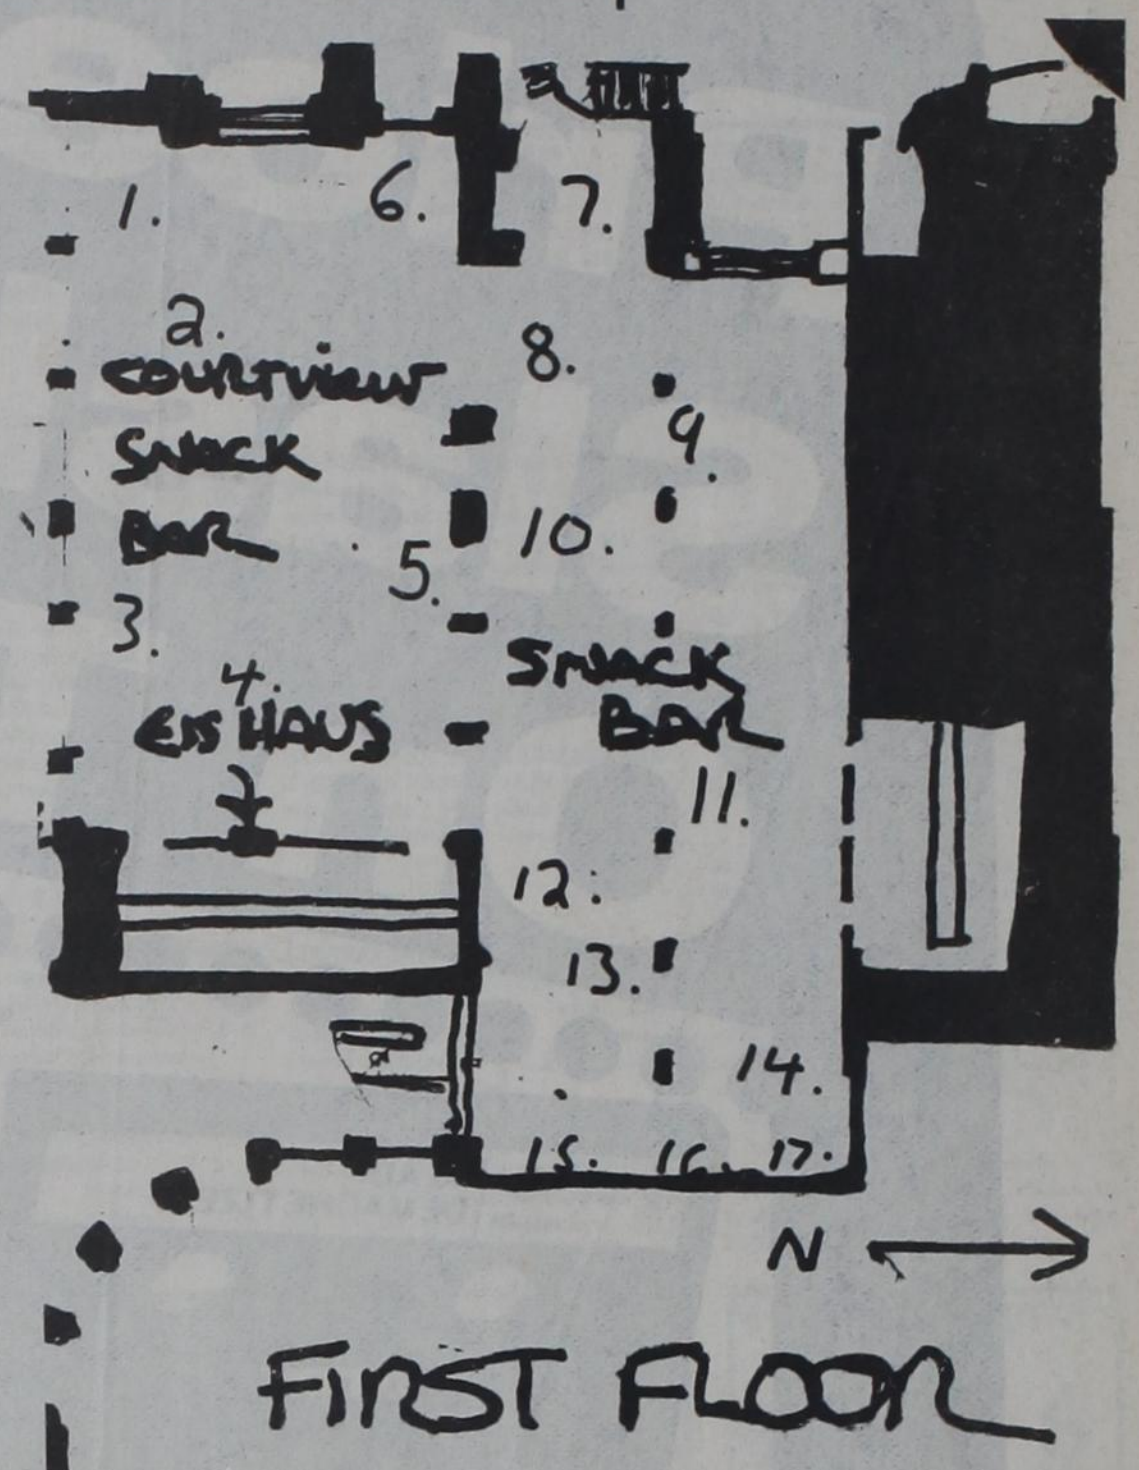 1.
6.
7.
2.
COURTVIEW
SNACK
BAR
8.
9.
10.
5.
3.
4.
EIS HAUS
SNACK
BAR
11.
12.
13.
14.
15.
16.
17.
N
FIRST FLOOR